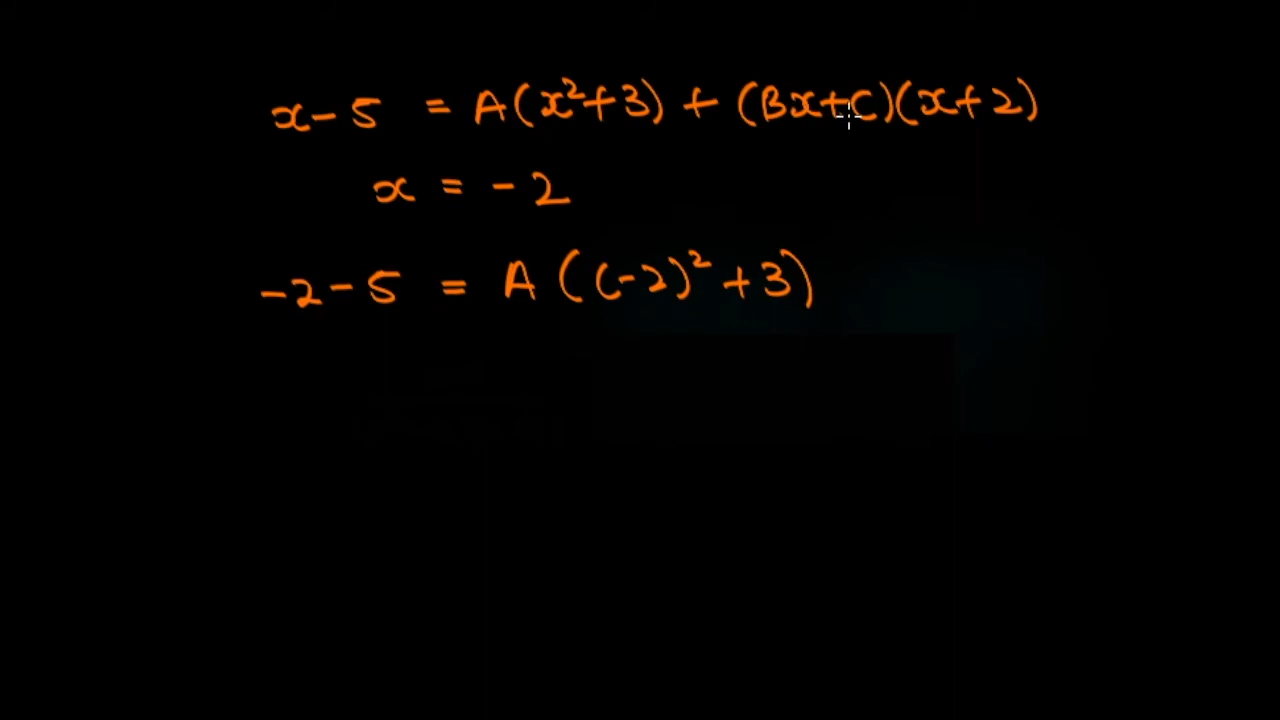 x - 5 = A(x² + 3) + (Bx + C)(x + 2)
x = - 2
-2 - 5 = A((-2)² + 3)